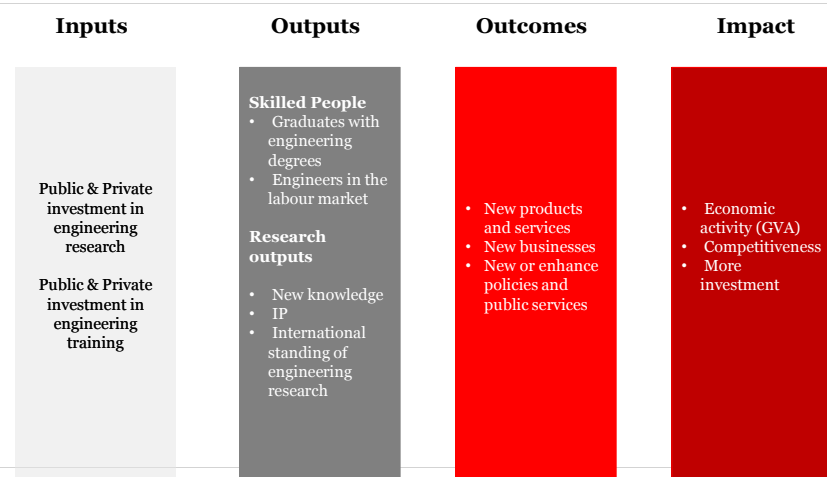 Inputs
Outputs
Outcomes
Impact
Public & Private
investment in
engineering
research
Public & Private
investment in
engineering
training
Skilled People
• Graduates with
engineering
degrees
• Engineers in the
labour market
Research
outputs
• New knowledge
• IP
• International
standing of
engineering
research
• New products
and services
• New businesses
• New or enhance
policies and
public services
• Economic
activity (GVA)
• Competitiveness
• More
investment